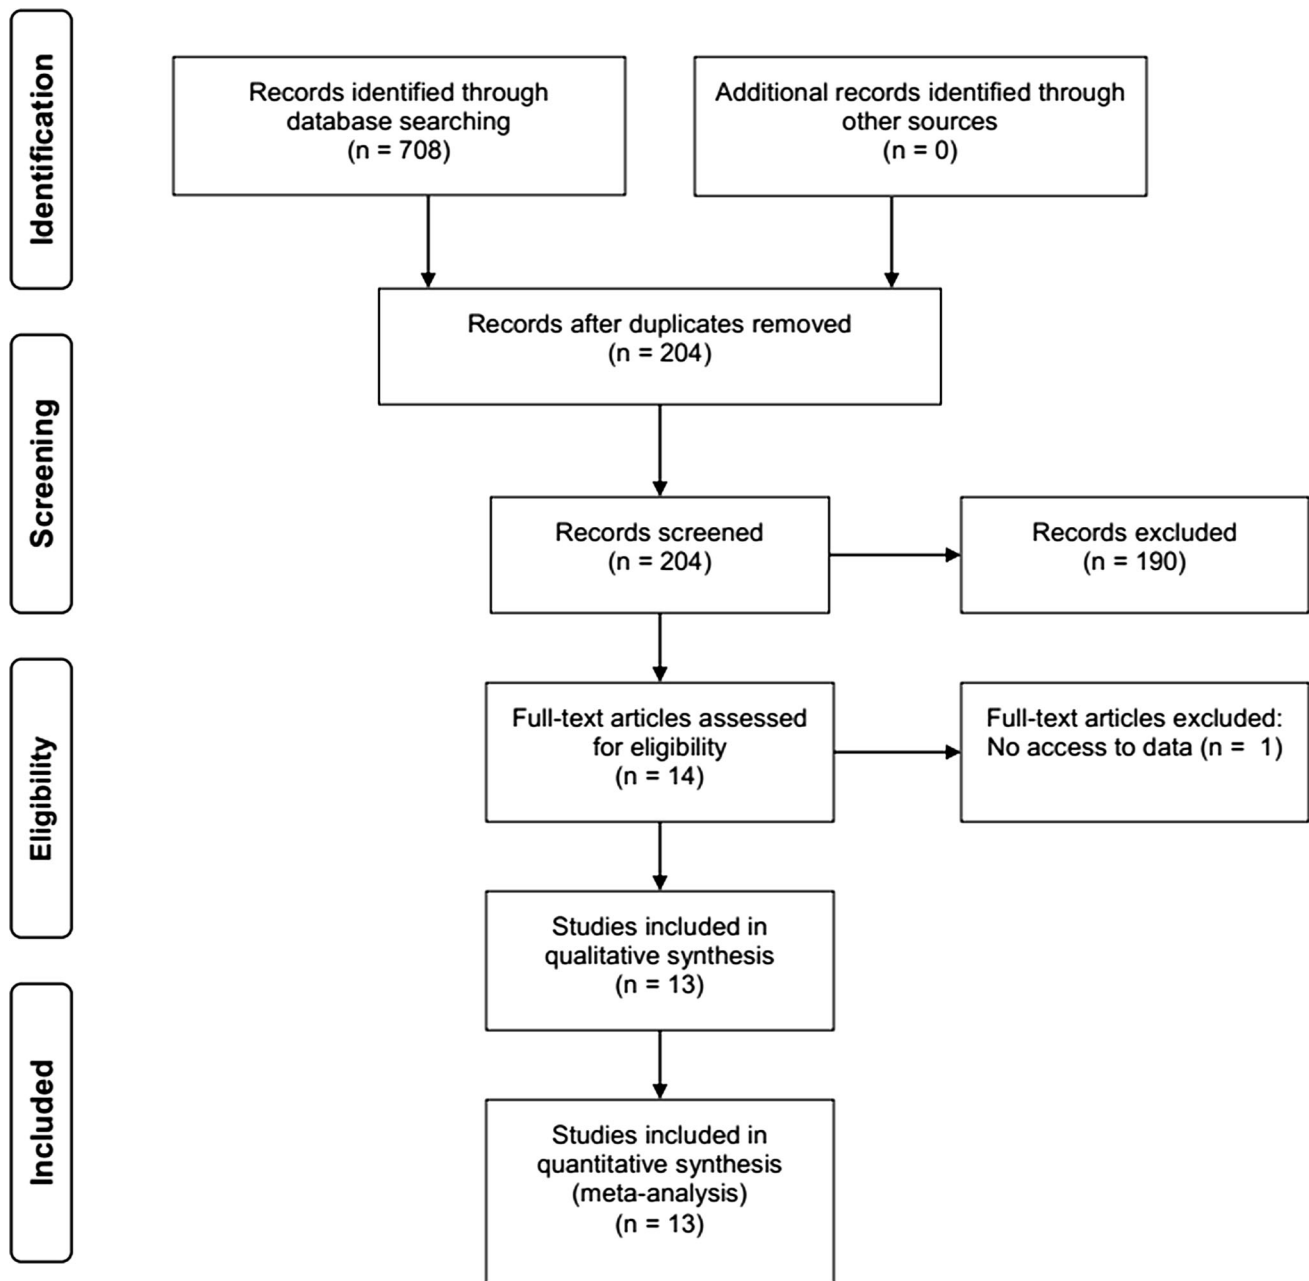 Identification
Records identified through
database searching
(n = 708)
Additional records identified through
other sources
(n = 0)
Records after duplicates removed
(n = 204)
Screening
Records screened
(n = 204)
Records excluded
(n = 190)
Eligibility
Full-text articles assessed
for eligibility
(n = 14)
Full-text articles excluded:
No access to data (n =  1)
Studies included in
qualitative synthesis
(n = 13)
Included
Studies included in
quantitative synthesis
(meta-analysis)
(n = 13)